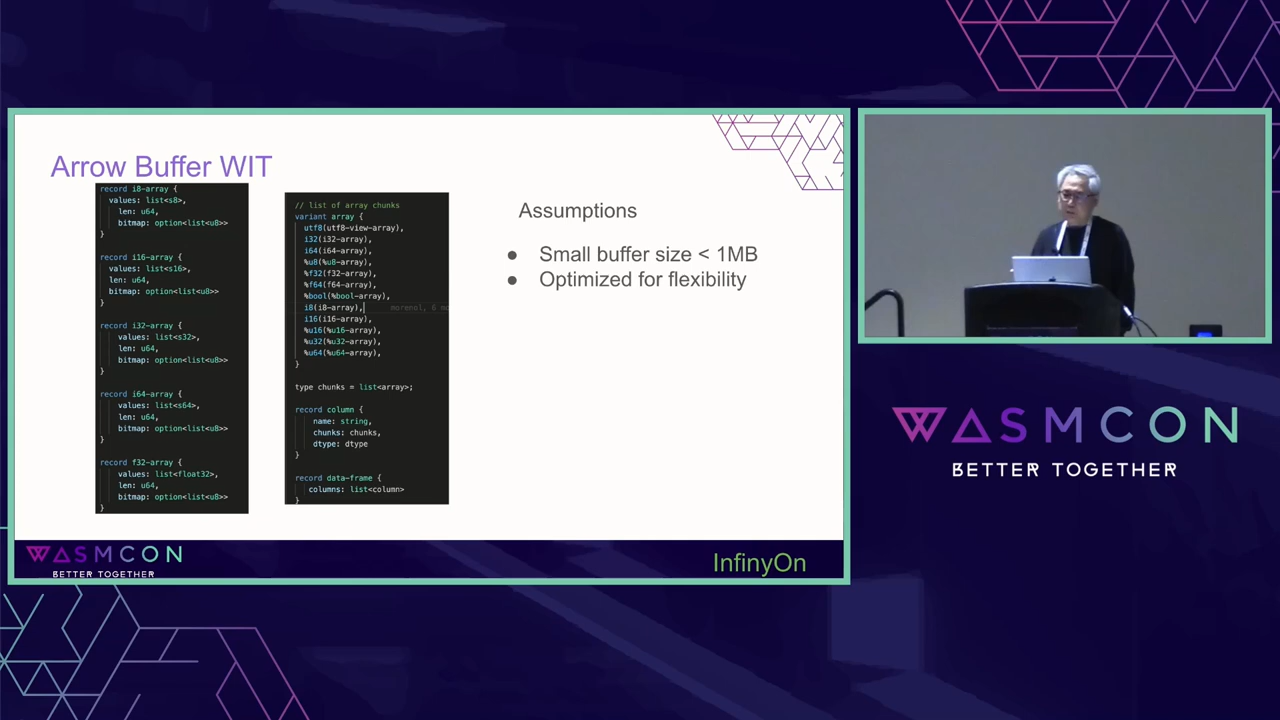 Arrow Buffer WIT
record i8-array {
values: list<s8>,
len: u64,
bitmap: option<list<u8>>
}
record i16-array {
values: list<s16>,
len: u64,
bitmap: option<list<u8>>
}
record i32-array {
values: list<s32>,
len: u64,
bitmap: option<list<u8>>
}
record i64-array {
values: list<s64>,
len: u64,
bitmap: option<list<u8>>
}
record f32-array {
values: list<float32>,
len: u64,
bitmap: option<list<u8>>
}
// list of array chunks
variant array {
utf8(utf8-view-array),
i32(i32-array),
i64(i64-array),
%u8(%u8-array),
%f32(f32-array),
%f64(f64-array),
%bool(%bool-array),
i8(i8-array),
i16(i16-array),
%u16(%u16-array),
%u32(%u32-array),
%u64(%u64-array),
}
type chunks = list<array>;
record column {
name: string,
chunks: chunks,
dtype: dtype
}
record data-frame {
columns: list<column>
}
Assumptions
● Small buffer size < 1MB
● Optimized for flexibility
WASMCON
BETTER TOGETHER
InfinyOn
WASMCON
BETTER TOGETHER